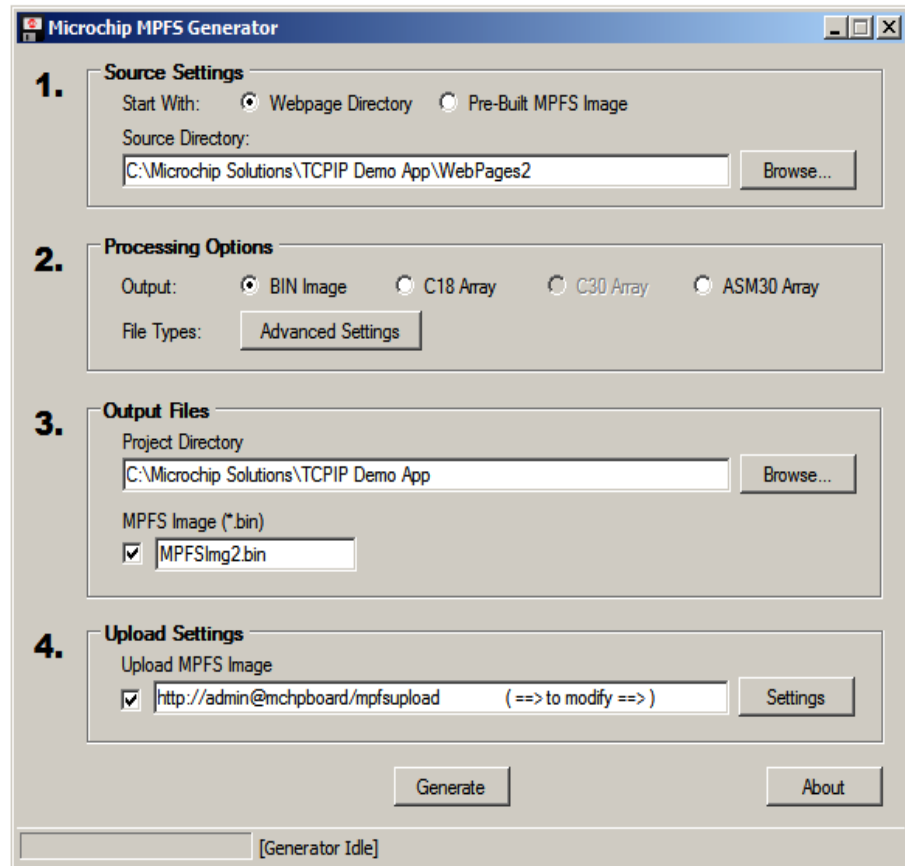 Microchip MPFS Generator
1.
Source Settings
Start With: Webpage Directory Pre-Built MPFS Image
Source Directory:
C:\Microchip Solutions\TCPIP Demo App\WebPages2 Browse...
2.
Processing Options
Output: BIN Image C18 Array C30 Array ASM30 Array
File Types: Advanced Settings
3.
Output Files
Project Directory
C:\Microchip Solutions\TCPIP Demo App Browse...
MPFS Image (*.bin)
MPFSImg2.bin
4.
Upload Settings
Upload MPFS Image
http://admin@mchpboard/mpfsupload ( ==> to modify ==> ) Settings
Generate About
[Generator Idle]